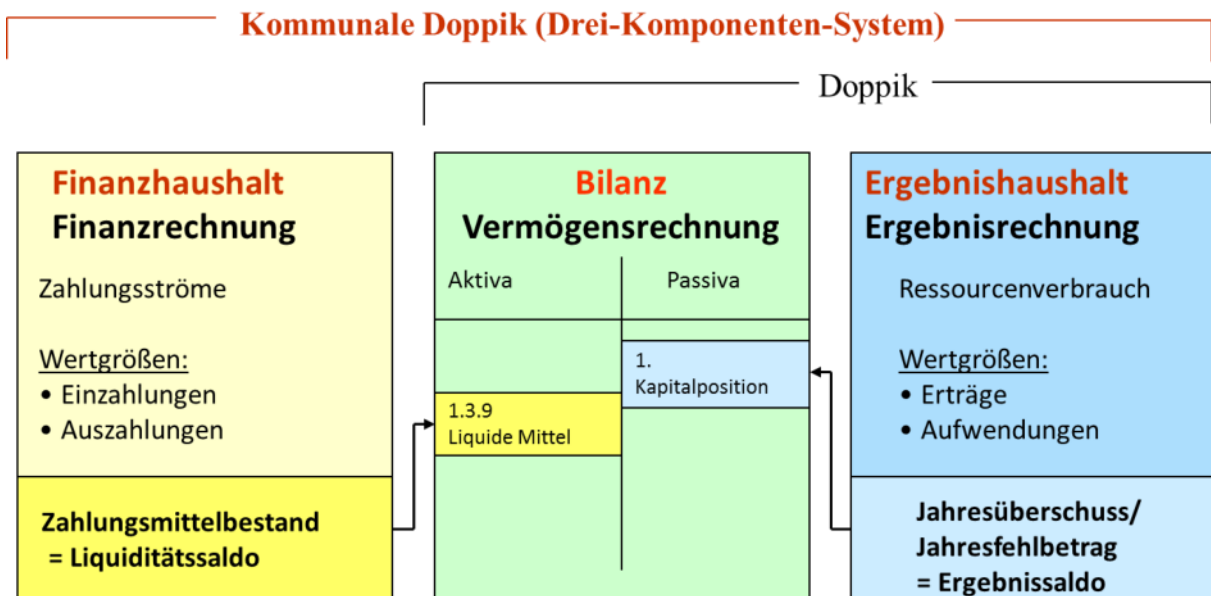 Kommunale Doppik (Drei-Komponenten-System)
Doppik
Finanzhaushalt
Finanzrechnung
Zahlungsströme
Wertgrößen:
• Einzahlungen
• Auszahlungen
Zahlungsmittelbestand
= Liquiditätssaldo
Bilanz
Vermögensrechnung
Aktiva
Passiva
1.
Kapitalposition
1.3.9
Liquide Mittel
Ergebnishaushalt
Ergebnisrechnung
Ressourcenverbrauch
Wertgrößen:
• Erträge
• Aufwendungen
Jahresüberschuss/
Jahresfehlbetrag
= Ergebnissaldo